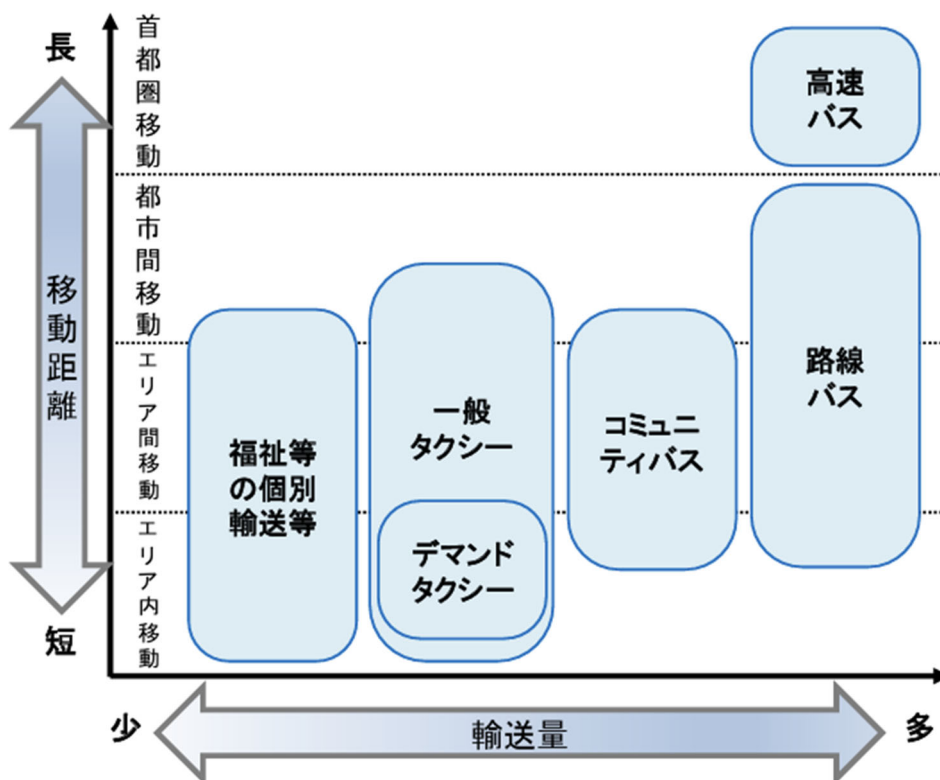 長
移動距離
短
首都圏移動
都市間移動
エリア間移動
エリア内移動
高速
バス
路線
バス
一般
タクシー
コミュニ
ティバス
福祉等
の個別
輸送等
デマンド
タクシー
少
輸送量
多